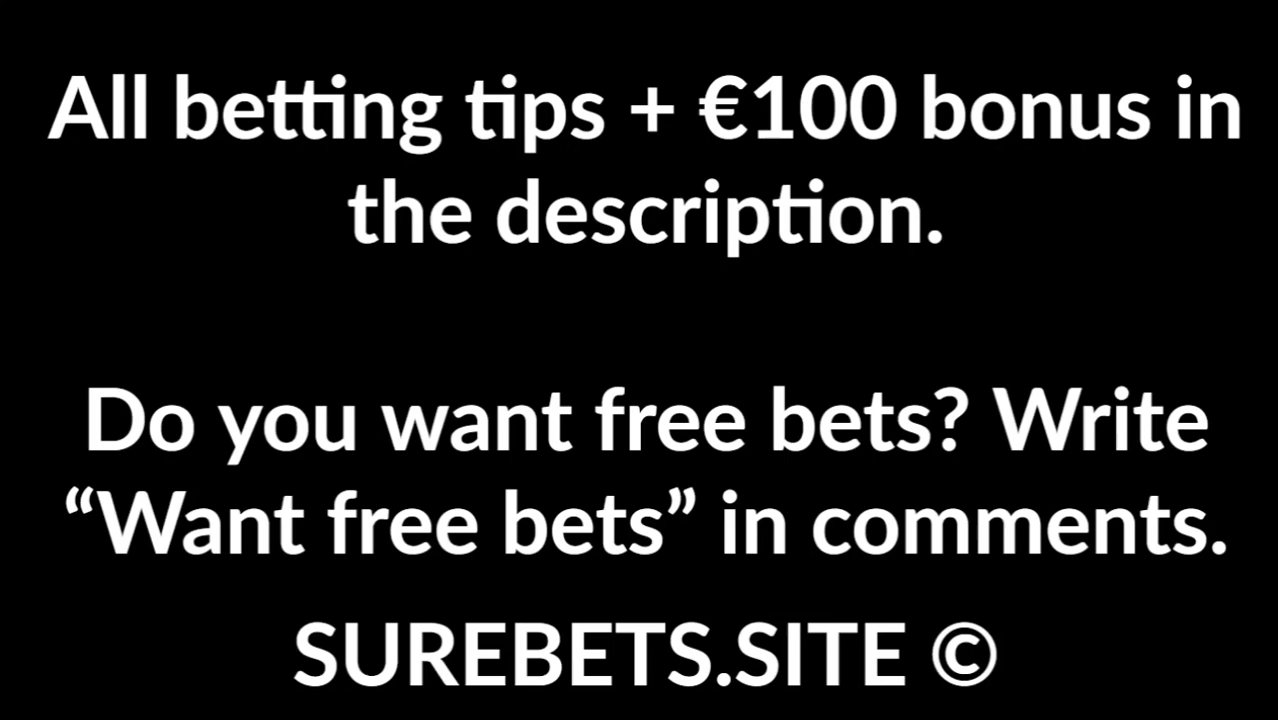 All betting tips + €100 bonus in
the description.
Do you want free bets? Write
“Want free bets” in comments.
SUREBETS.SITE ©